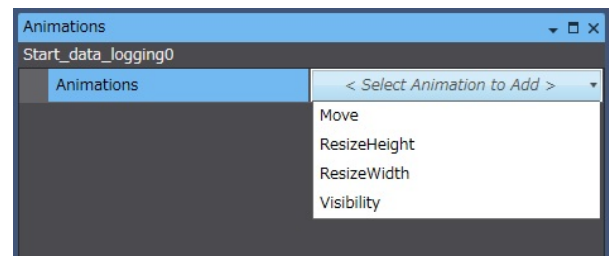 Animations
Start_data_logging0
Animations < Select Animation to Add >
Move
ResizeHeight
ResizeWidth
Visibility